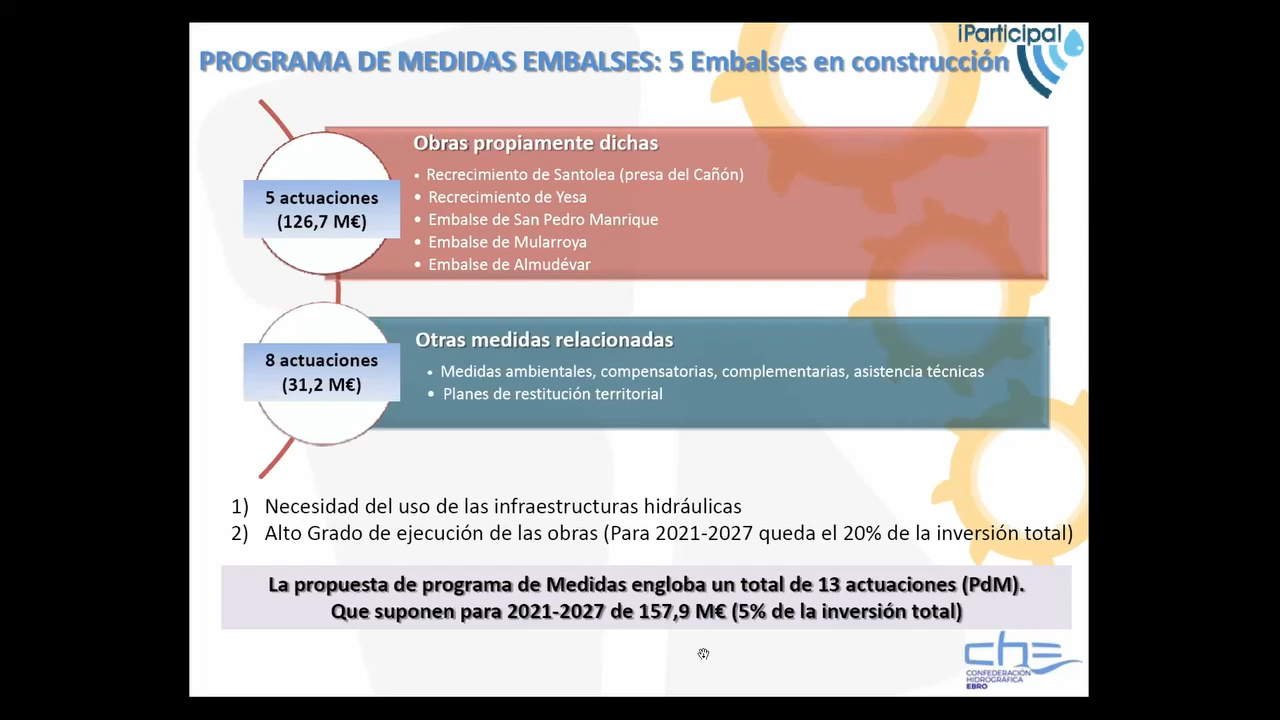 iParticipa!
PROGRAMA DE MEDIDAS EMBALSES: 5 Embalses en construcción
5 actuaciones
(126,7 M€)
Obras propiamente dichas
• Recrecimiento de Santolea (presa del Cañón)
• Recrecimiento de Yesa
• Embalse de San Pedro Manrique
• Embalse de Mularroya
• Embalse de Almudévar
8 actuaciones
(31,2 M€)
Otras medidas relacionadas
• Medidas ambientales, compensatorias, complementarias, asistencia técnicas
• Planes de restitución territorial
1) Necesidad del uso de las infraestructuras hidráulicas
2) Alto Grado de ejecución de las obras (Para 2021-2027 queda el 20% de la inversión total)
La propuesta de programa de Medidas engloba un total de 13 actuaciones (PdM).
Que suponen para 2021-2027 de 157,9 M€ (5% de la inversión total)
che
CONFEDERACIÓN
HIDROGRÁFICA
EBRO